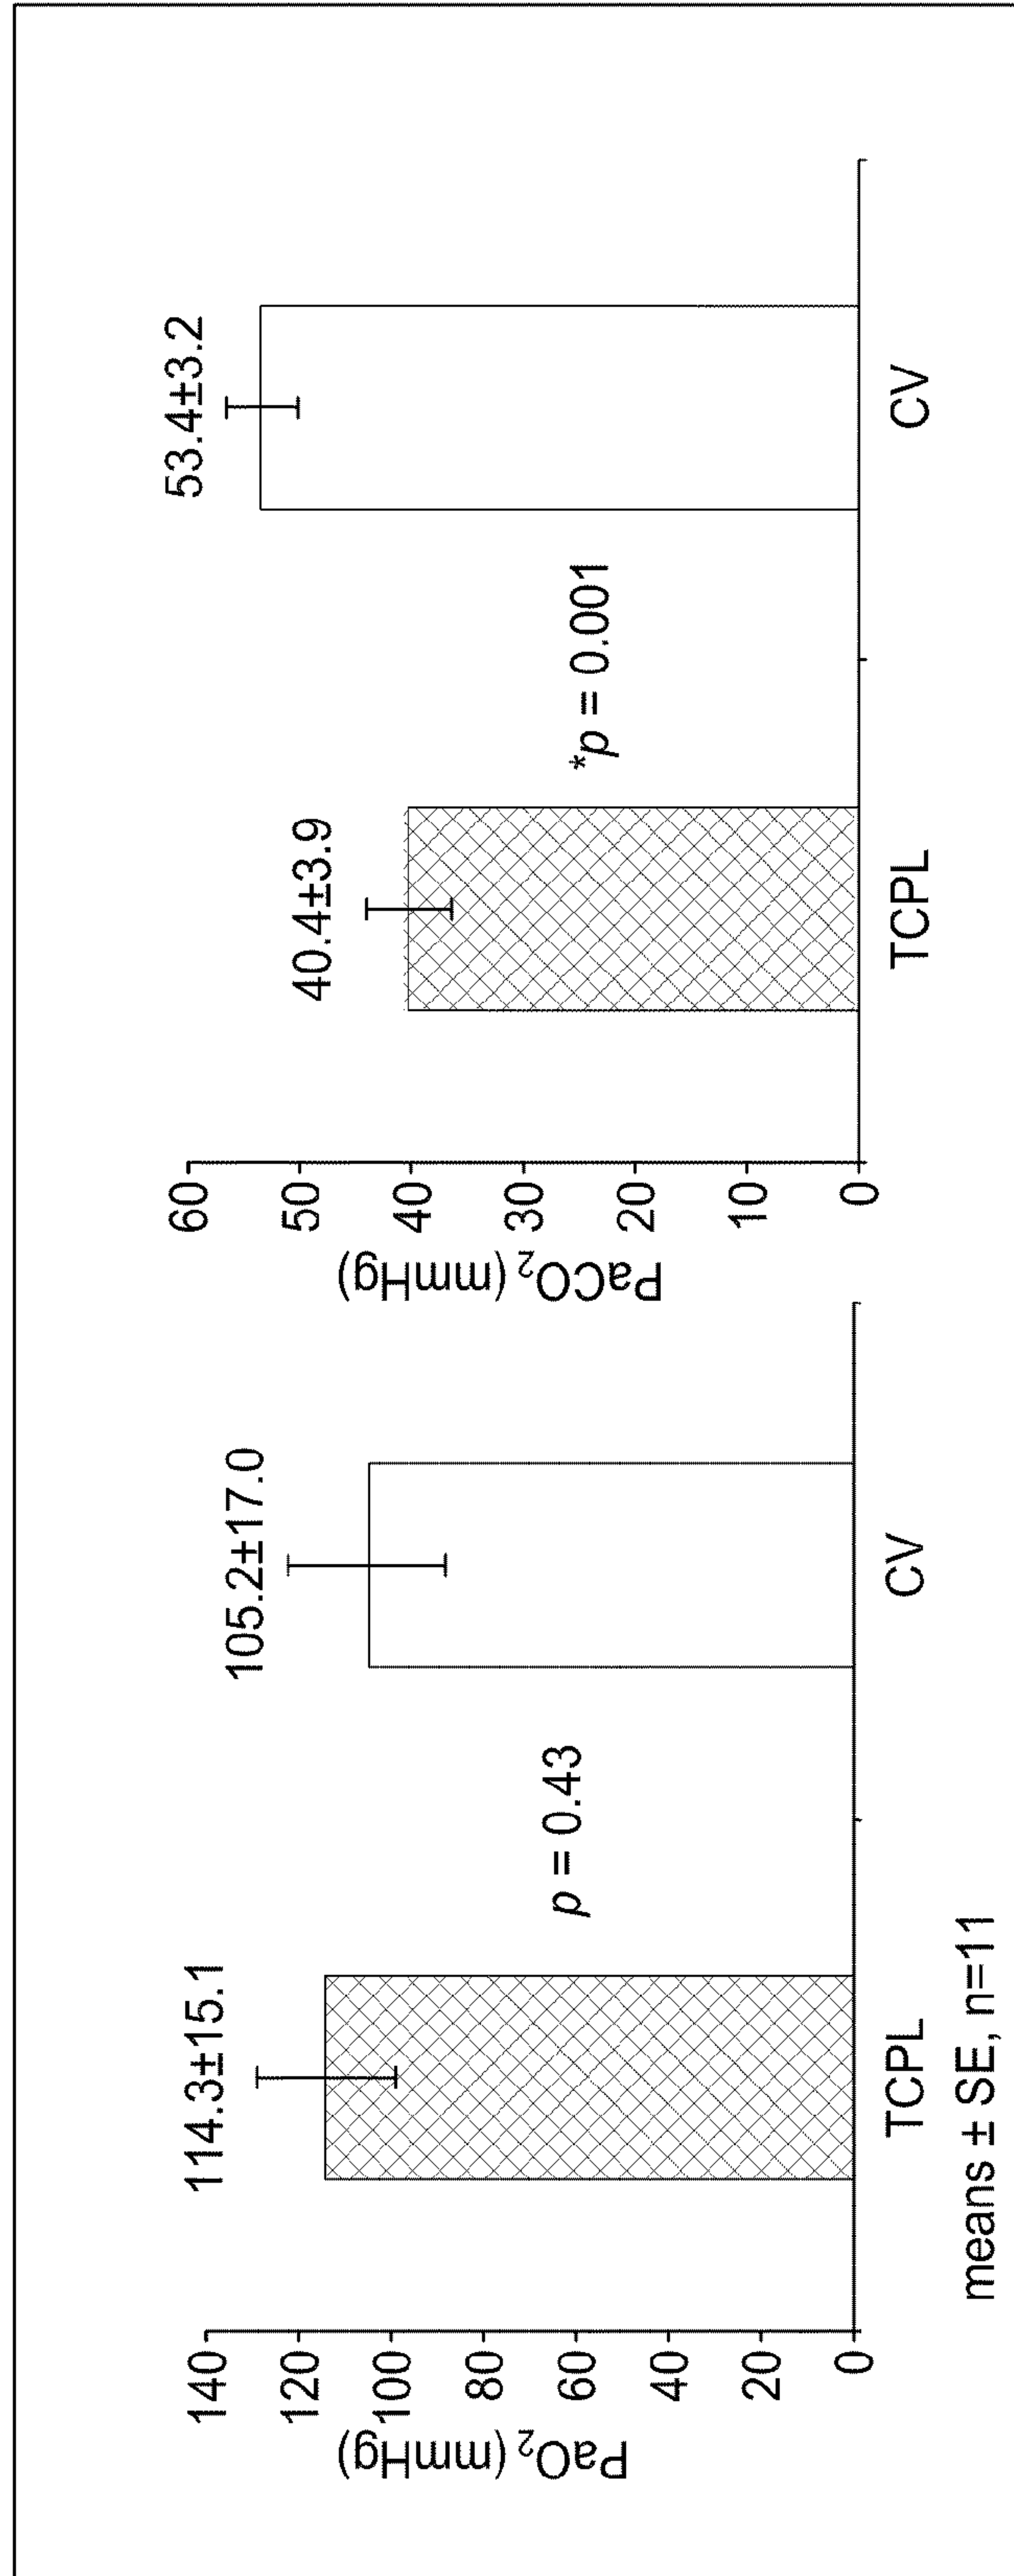 PaO₂ (mmHg)
140
120
100
80
60
40
20
0
114.3±15.1
105.2±17.0
p = 0.43
TCPL
CV
means ± SE, n=11
PaCO₂ (mmHg)
60
50
40
30
20
10
0
40.4±3.9
53.4±3.2
*p = 0.001
TCPL
CV